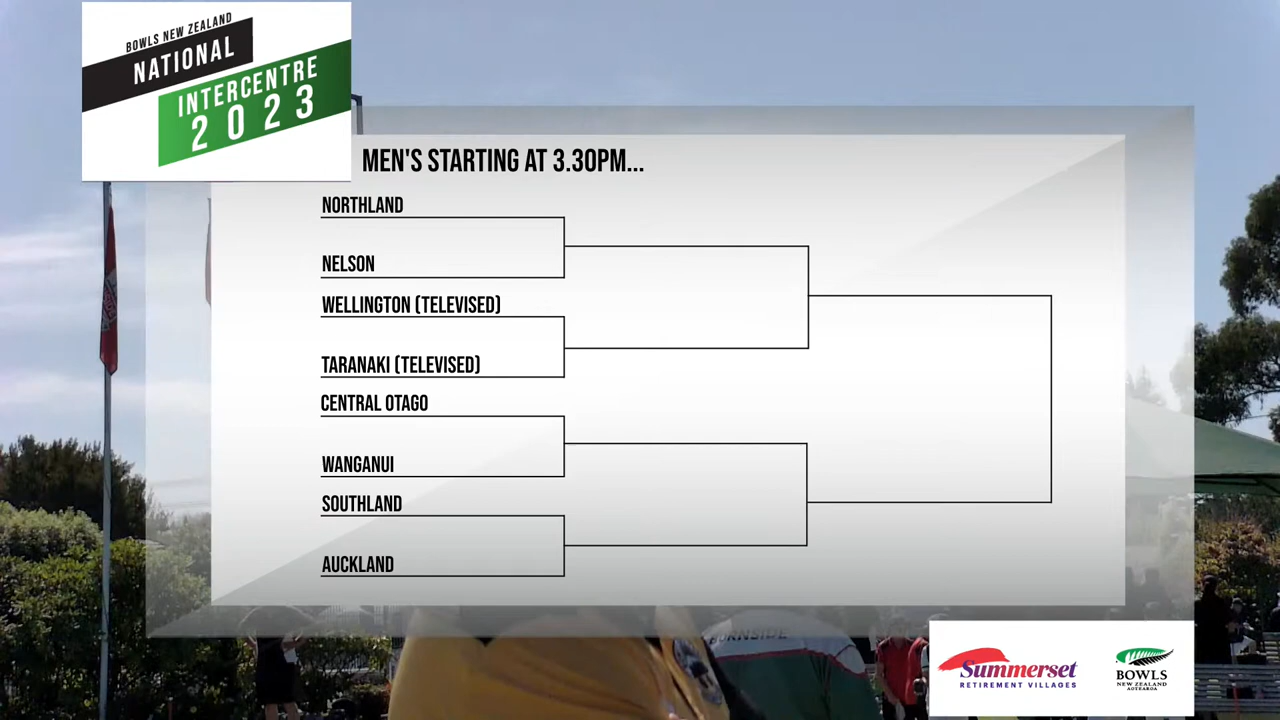 BOWLS NEW ZEALAND
NATIONAL
INTERCENTRE
2023
MEN'S STARTING AT 3.30PM...
NORTHLAND
NELSON
WELLINGTON (TELEVISED)
TARANAKI (TELEVISED)
CENTRAL OTAGO
WANGANUI
SOUTHLAND
AUCKLAND
BURNSIDE
Summerset
RETIREMENT VILLAGES
BOWLS
NEW ZEALAND
AOTEAROA